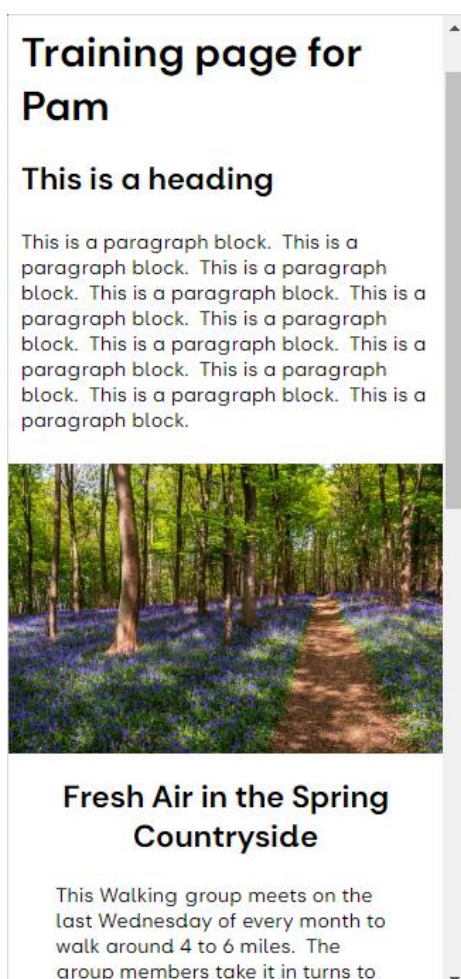 Training page for
Pam
This is a heading
This is a paragraph block.  This is a
paragraph block.  This is a paragraph
block.  This is a paragraph block.  This is a
paragraph block.  This is a paragraph
block.  This is a paragraph block.  This is a
paragraph block.  This is a paragraph
block.  This is a paragraph block.  This is a
paragraph block.
Fresh Air in the Spring
Countryside
This Walking group meets on the
last Wednesday of every month to
walk around 4 to 6 miles.  The
group members take it in turns to